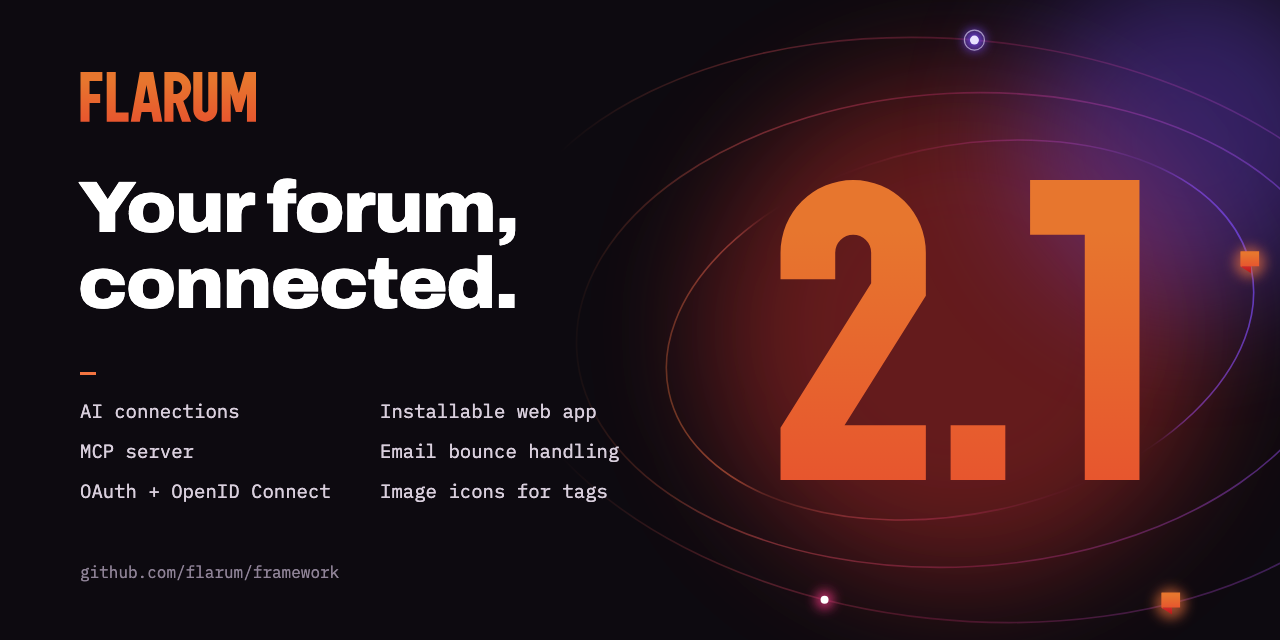 FLARUM
Your forum,
connected.
AI connections
MCP server
OAuth + OpenID Connect
Installable web app
Email bounce handling
Image icons for tags
github.com/flarum/framework
2.1